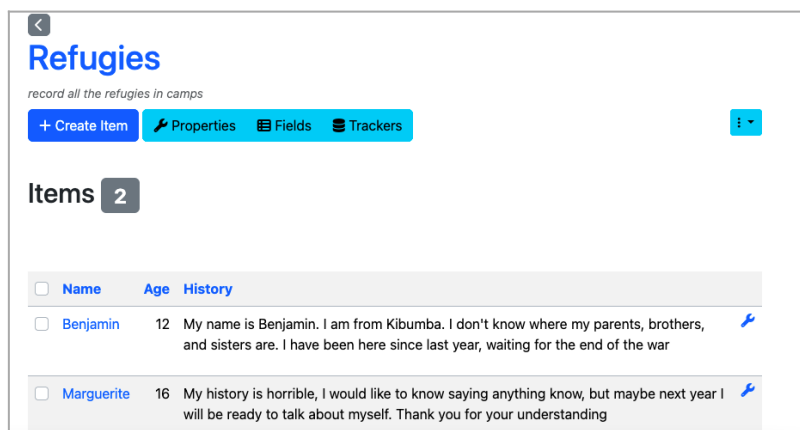 Refugies
record all the refugies in camps
+ Create Item Properties Fields Trackers
Items 2
Name Age History
Benjamin 12 My name is Benjamin. I am from Kibumba. I don't know where my parents, brothers,
and sisters are. I have been here since last year, waiting for the end of the war
Marguerite 16 My history is horrible, I would like to know saying anything know, but maybe next year I
will be ready to talk about myself. Thank you for your understanding